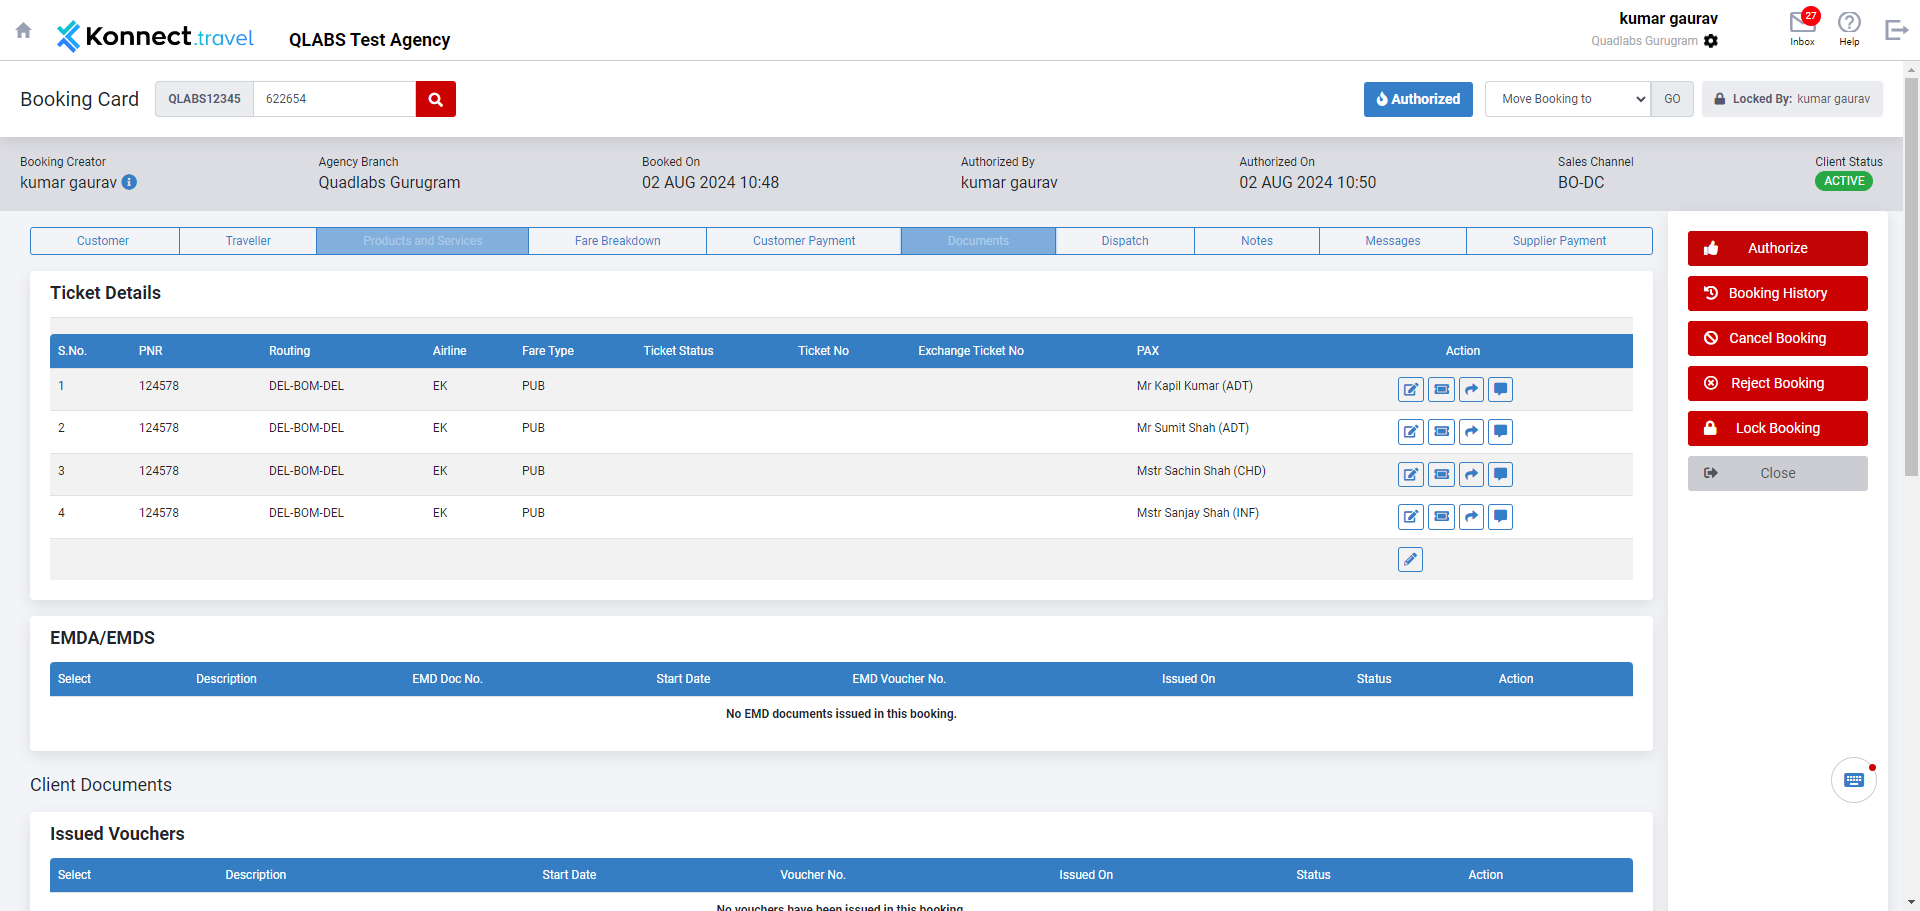 Konnect.travel
QLABS Test Agency
kumar gaurav
Quadlabs Gurugram
27
Inbox
Help
Booking Card
QLABS12345
622654
Authorized
Move Booking to
GO
Locked By: kumar gaurav
Booking Creator
kumar gaurav
Agency Branch
Quadlabs Gurugram
Booked On
02 AUG 2024 10:48
Authorized By
kumar gaurav
Authorized On
02 AUG 2024 10:50
Sales Channel
BO-DC
Client Status
ACTIVE
Customer
Traveller
Products and Services
Fare Breakdown
Customer Payment
Documents
Dispatch
Notes
Messages
Supplier Payment
Authorize
Booking History
Cancel Booking
Reject Booking
Lock Booking
Close
Ticket Details
S.No. PNR Routing Airline Fare Type Ticket Status Ticket No Exchange Ticket No PAX Action
1 124578 DEL-BOM-DEL EK PUB Mr Kapil Kumar (ADT)
2 124578 DEL-BOM-DEL EK PUB Mr Sumit Shah (ADT)
3 124578 DEL-BOM-DEL EK PUB Mstr Sachin Shah (CHD)
4 124578 DEL-BOM-DEL EK PUB Mstr Sanjay Shah (INF)
EMDA/EMDS
Select Description EMD Doc No. Start Date EMD Voucher No. Issued On Status Action
No EMD documents issued in this booking.
Client Documents
Issued Vouchers
Select Description Start Date Voucher No. Issued On Status Action
No vouchers have been issued in this booking.